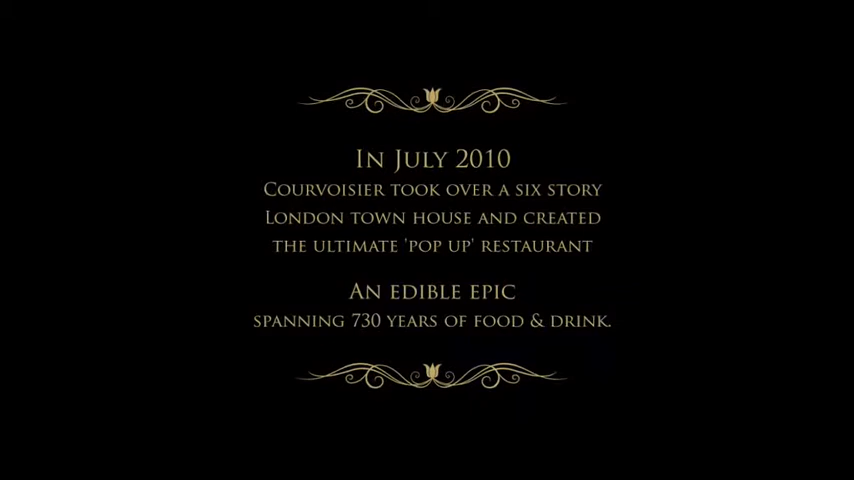 In July 2010
Courvoisier took over a six story
London town house and created
the ultimate 'pop up' restaurant
An edible epic
spanning 730 years of food & drink.